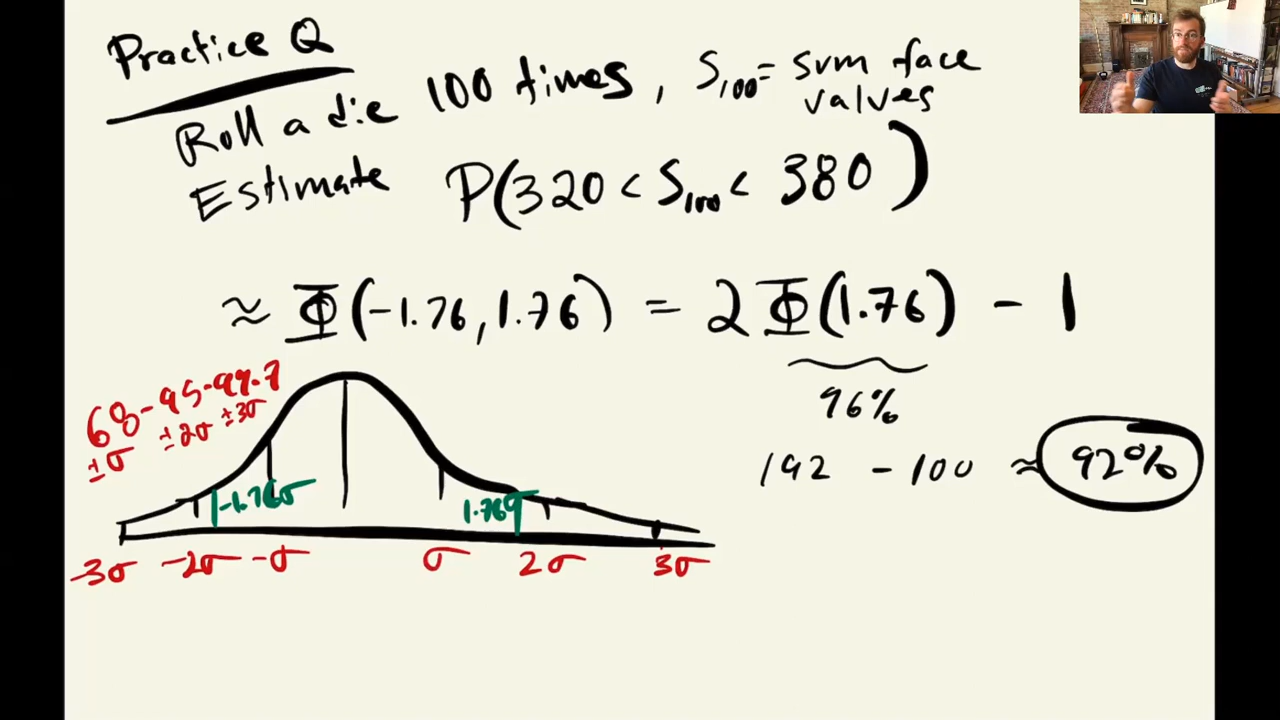 Practice Q
Roll a die 100 times, S₁₀₀ = sum face values
Estimate P(320 < S₁₀₀ < 380)
≈ Φ(-1.76, 1.76) = 2Φ(1.76) - 1
96%
192 - 100 ≈ 92%
68-95-99.7
±σ ±2σ ±3σ
-1.76σ 1.76σ
-3σ -2σ -σ σ 2σ 3σ